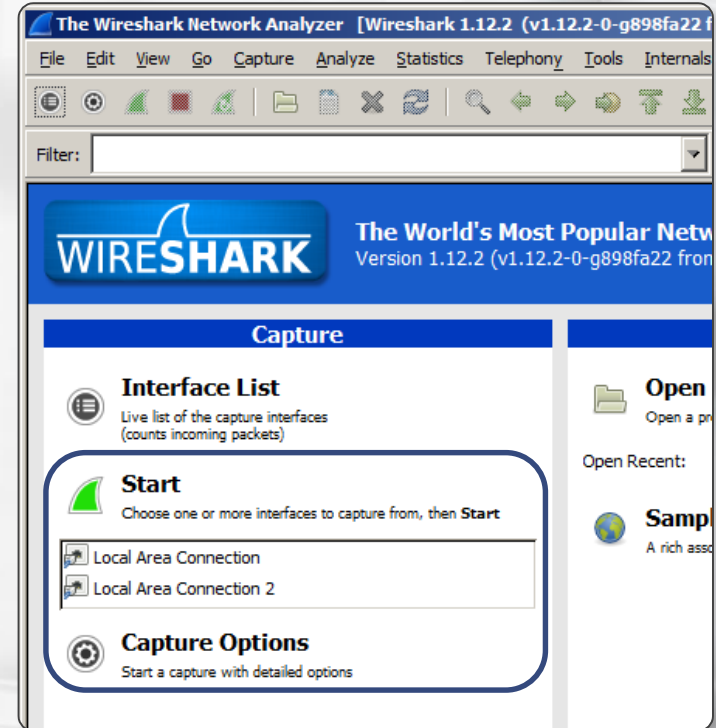 The Wireshark Network Analyzer [Wireshark 1.12.2 (v1.12.2-0-g898fa22 f
File Edit View Go Capture Analyze Statistics Telephony Tools Internals
Filter:
WIRESHARK
The World's Most Popular Netw
Version 1.12.2 (v1.12.2-0-g898fa22 from
Capture
Interface List
Live list of the capture interfaces
(counts incoming packets)
Start
Choose one or more interfaces to capture from, then Start
Local Area Connection
Local Area Connection 2
Capture Options
Start a capture with detailed options
Open
Open a pr
Open Recent:
Sampl
A rich asso